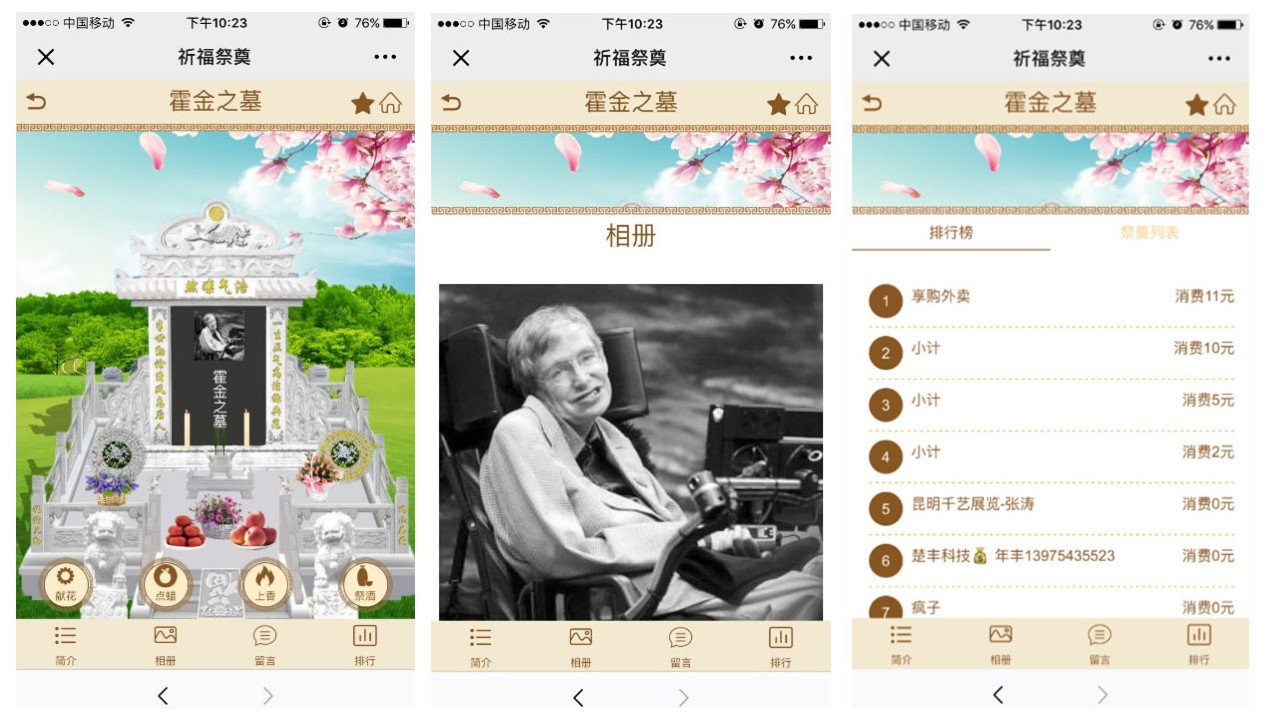 中国移动 下午10:23 76%
祈福祭奠
霍金之墓
浩气索然
霍金之墓
献花 点蜡 上香 祭酒
简介 相册 留言 排行
中国移动 下午10:23 76%
祈福祭奠
霍金之墓
相册
简介 相册 留言 排行
中国移动 下午10:23 76%
祈福祭奠
霍金之墓
排行榜 祭奠列表
1 享购外卖 消费11元
2 小计 消费10元
3 小计 消费5元
4 小计 消费2元
5 昆明千艺展览-张涛 消费0元
6 楚丰科技💰 年丰13975435523 消费0元
7 疯子 消费0元
简介 相册 留言 排行